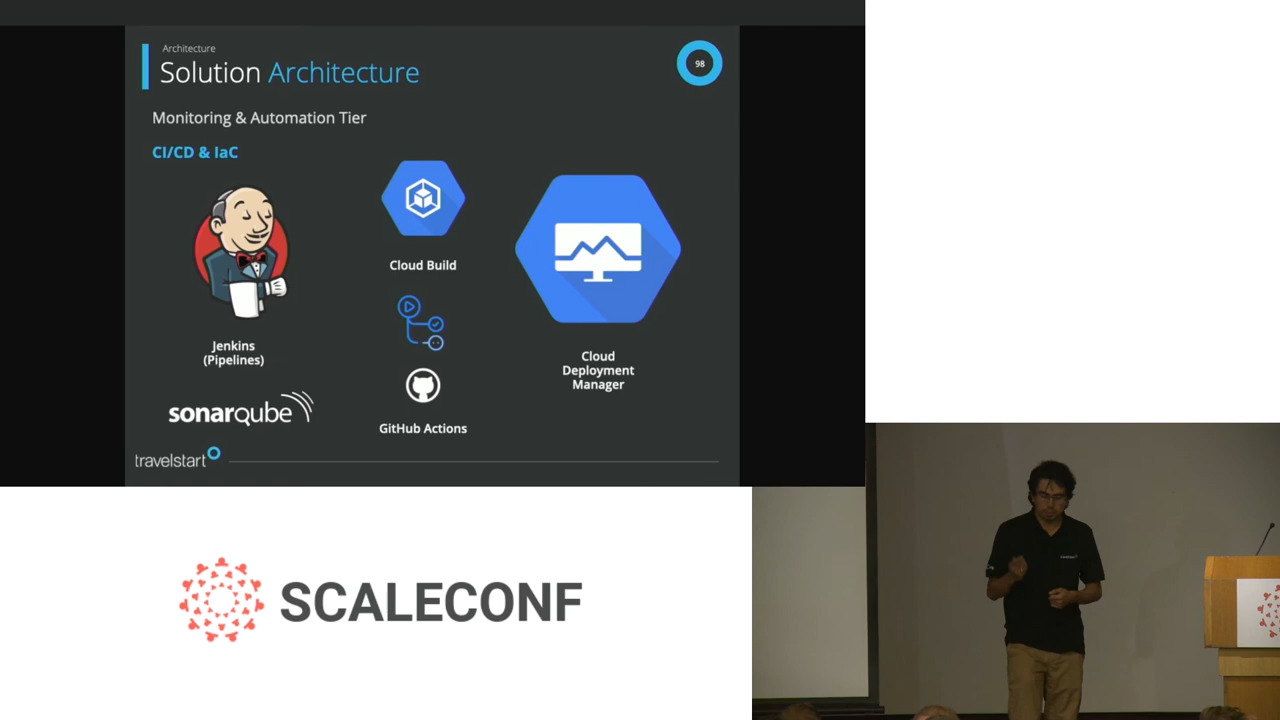 Architecture
Solution Architecture
98
Monitoring & Automation Tier
CI/CD & IaC
Cloud Build
Jenkins
(Pipelines)
Cloud
Deployment
Manager
sonarqube
GitHub Actions
travelstart
SCALECONF